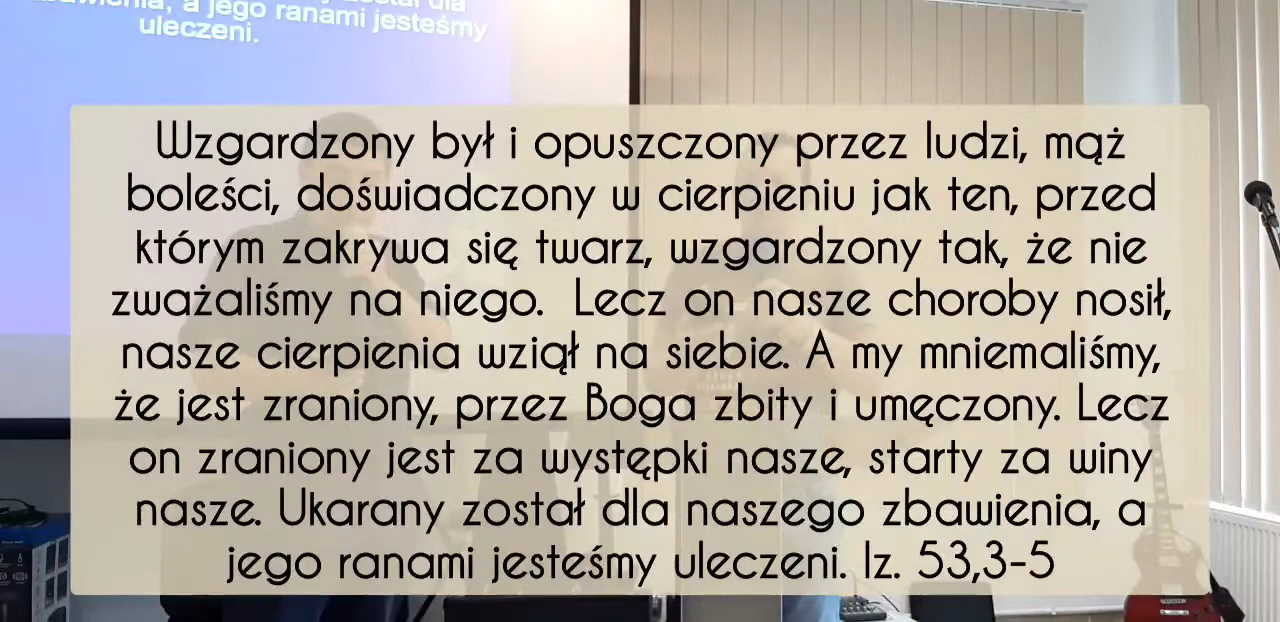 a jego ranami jesteśmy
uleczeni.
Wzgardzony był i opuszczony przez ludzi, mąż
boleści, doświadczony w cierpieniu jak ten, przed
którym zakrywa się twarz, wzgardzony tak, że nie
zważaliśmy na niego. Lecz on nasze choroby nosił,
nasze cierpienia wziął na siebie. A my mniemaliśmy,
że jest zraniony, przez Boga zbity i umęczony. Lecz
on zraniony jest za występki nasze, starty za winy
nasze. Ukarany został dla naszego zbawienia, a
jego ranami jesteśmy uleczeni. Iz. 53,3-5